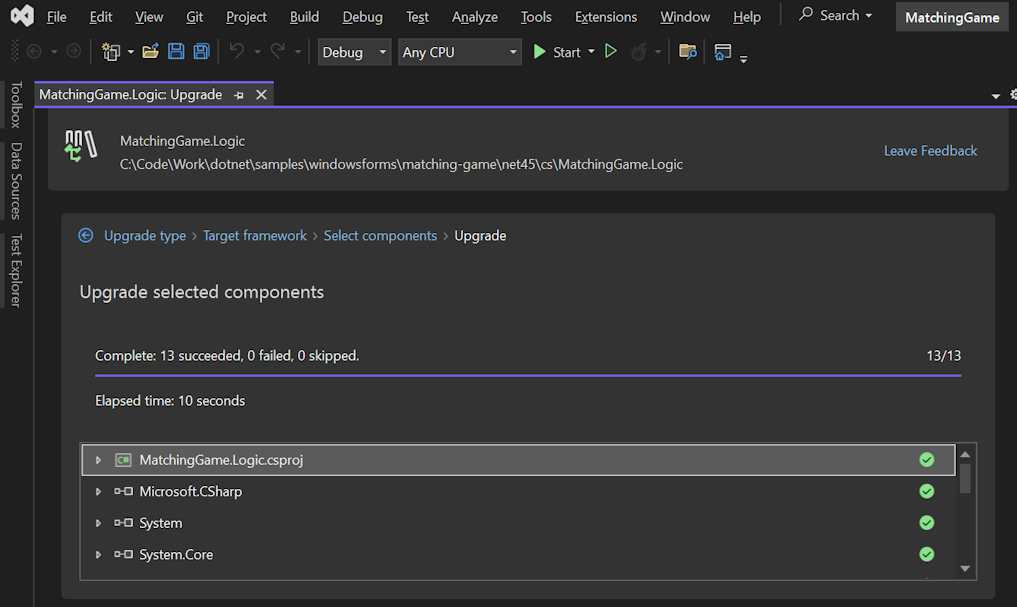 File Edit View Git Project Build Debug Test Analyze Tools Extensions Window Help Search MatchingGame
Debug Any CPU Start
Toolbox
Data Sources
Test Explorer
MatchingGame.Logic: Upgrade
MatchingGame.Logic
C:\Code\Work\dotnet\samples\windowsforms\matching-game\net45\cs\MatchingGame.Logic
Leave Feedback
Upgrade type > Target framework > Select components > Upgrade
Upgrade selected components
Complete: 13 succeeded, 0 failed, 0 skipped. 13/13
Elapsed time: 10 seconds
MatchingGame.Logic.csproj
Microsoft.CSharp
System
System.Core